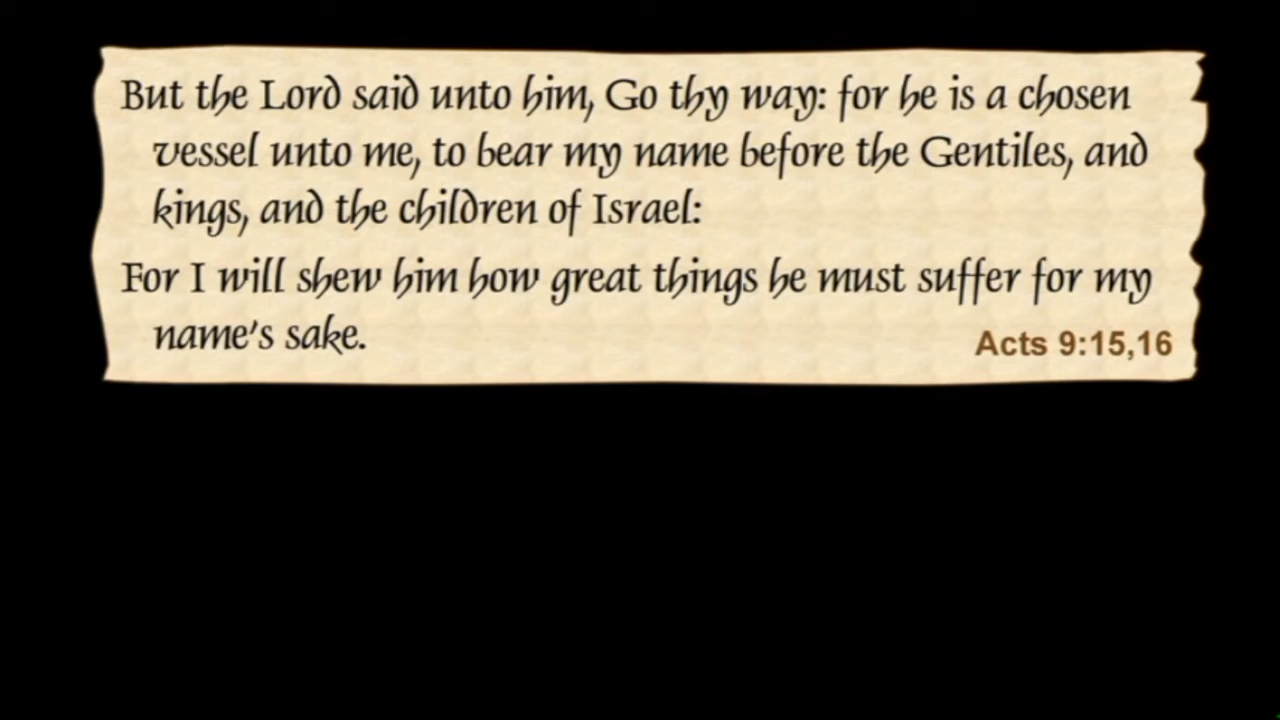 But the Lord said unto him, Go thy way: for he is a chosen
vessel unto me, to bear my name before the Gentiles, and
kings, and the children of Israel:
For I will shew him how great things he must suffer for my
name's sake.
Acts 9:15,16